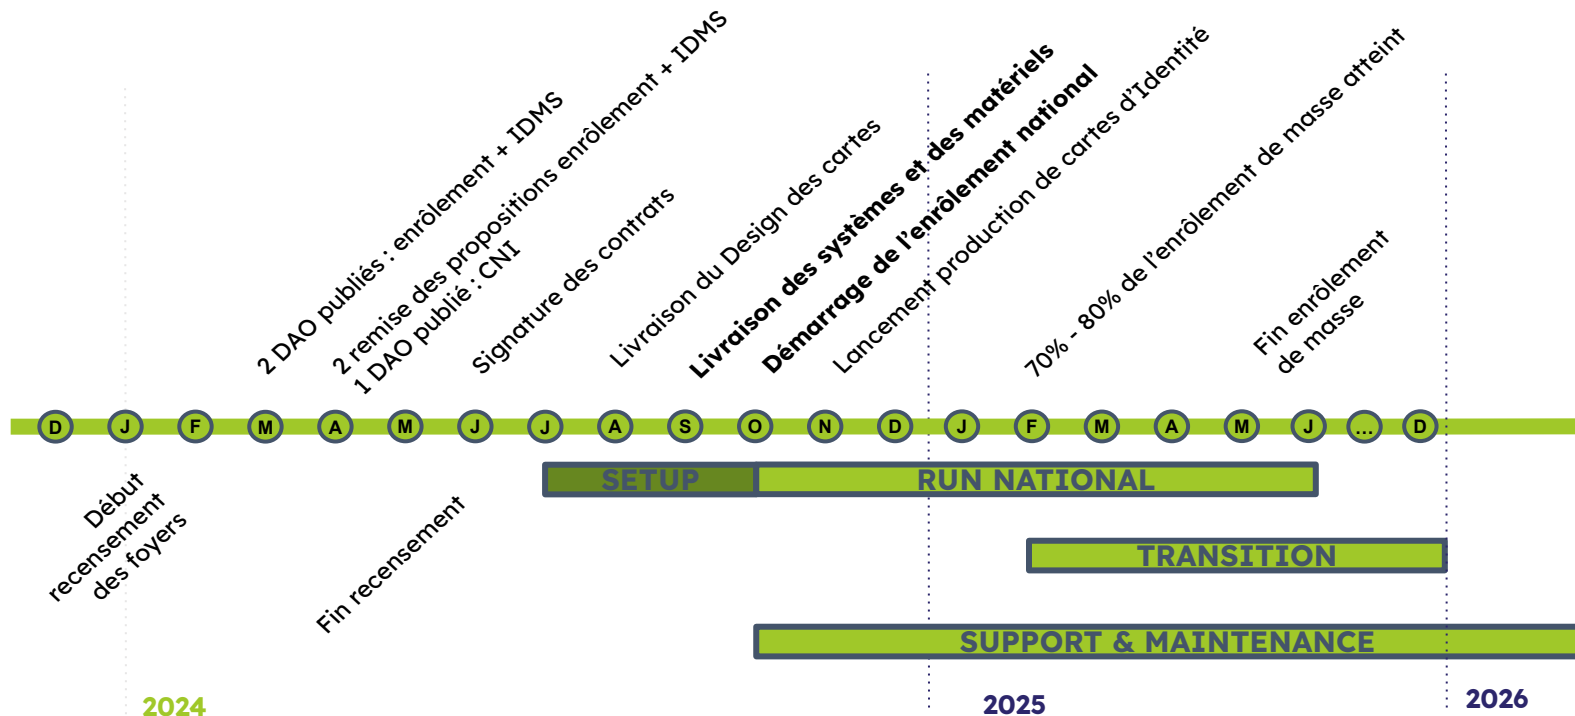 2 DAO publiés : enrôlement + IDMS
2 remise des propositions enrôlement + IDMS
1 DAO publié : CNI
Signature des contrats
Livraison du Design des cartes
Livraison des systèmes et des matériels
Démarrage de l'enrôlement national
Lancement production de cartes d'Identité
70% - 80% de l'enrôlement de masse atteint
Fin enrôlement
de masse
D J F M A M J J A S O N D J F M A M J ... D
Début
recensement
des foyers
Fin recensement
SETUP
RUN NATIONAL
TRANSITION
SUPPORT & MAINTENANCE
2024
2025
2026